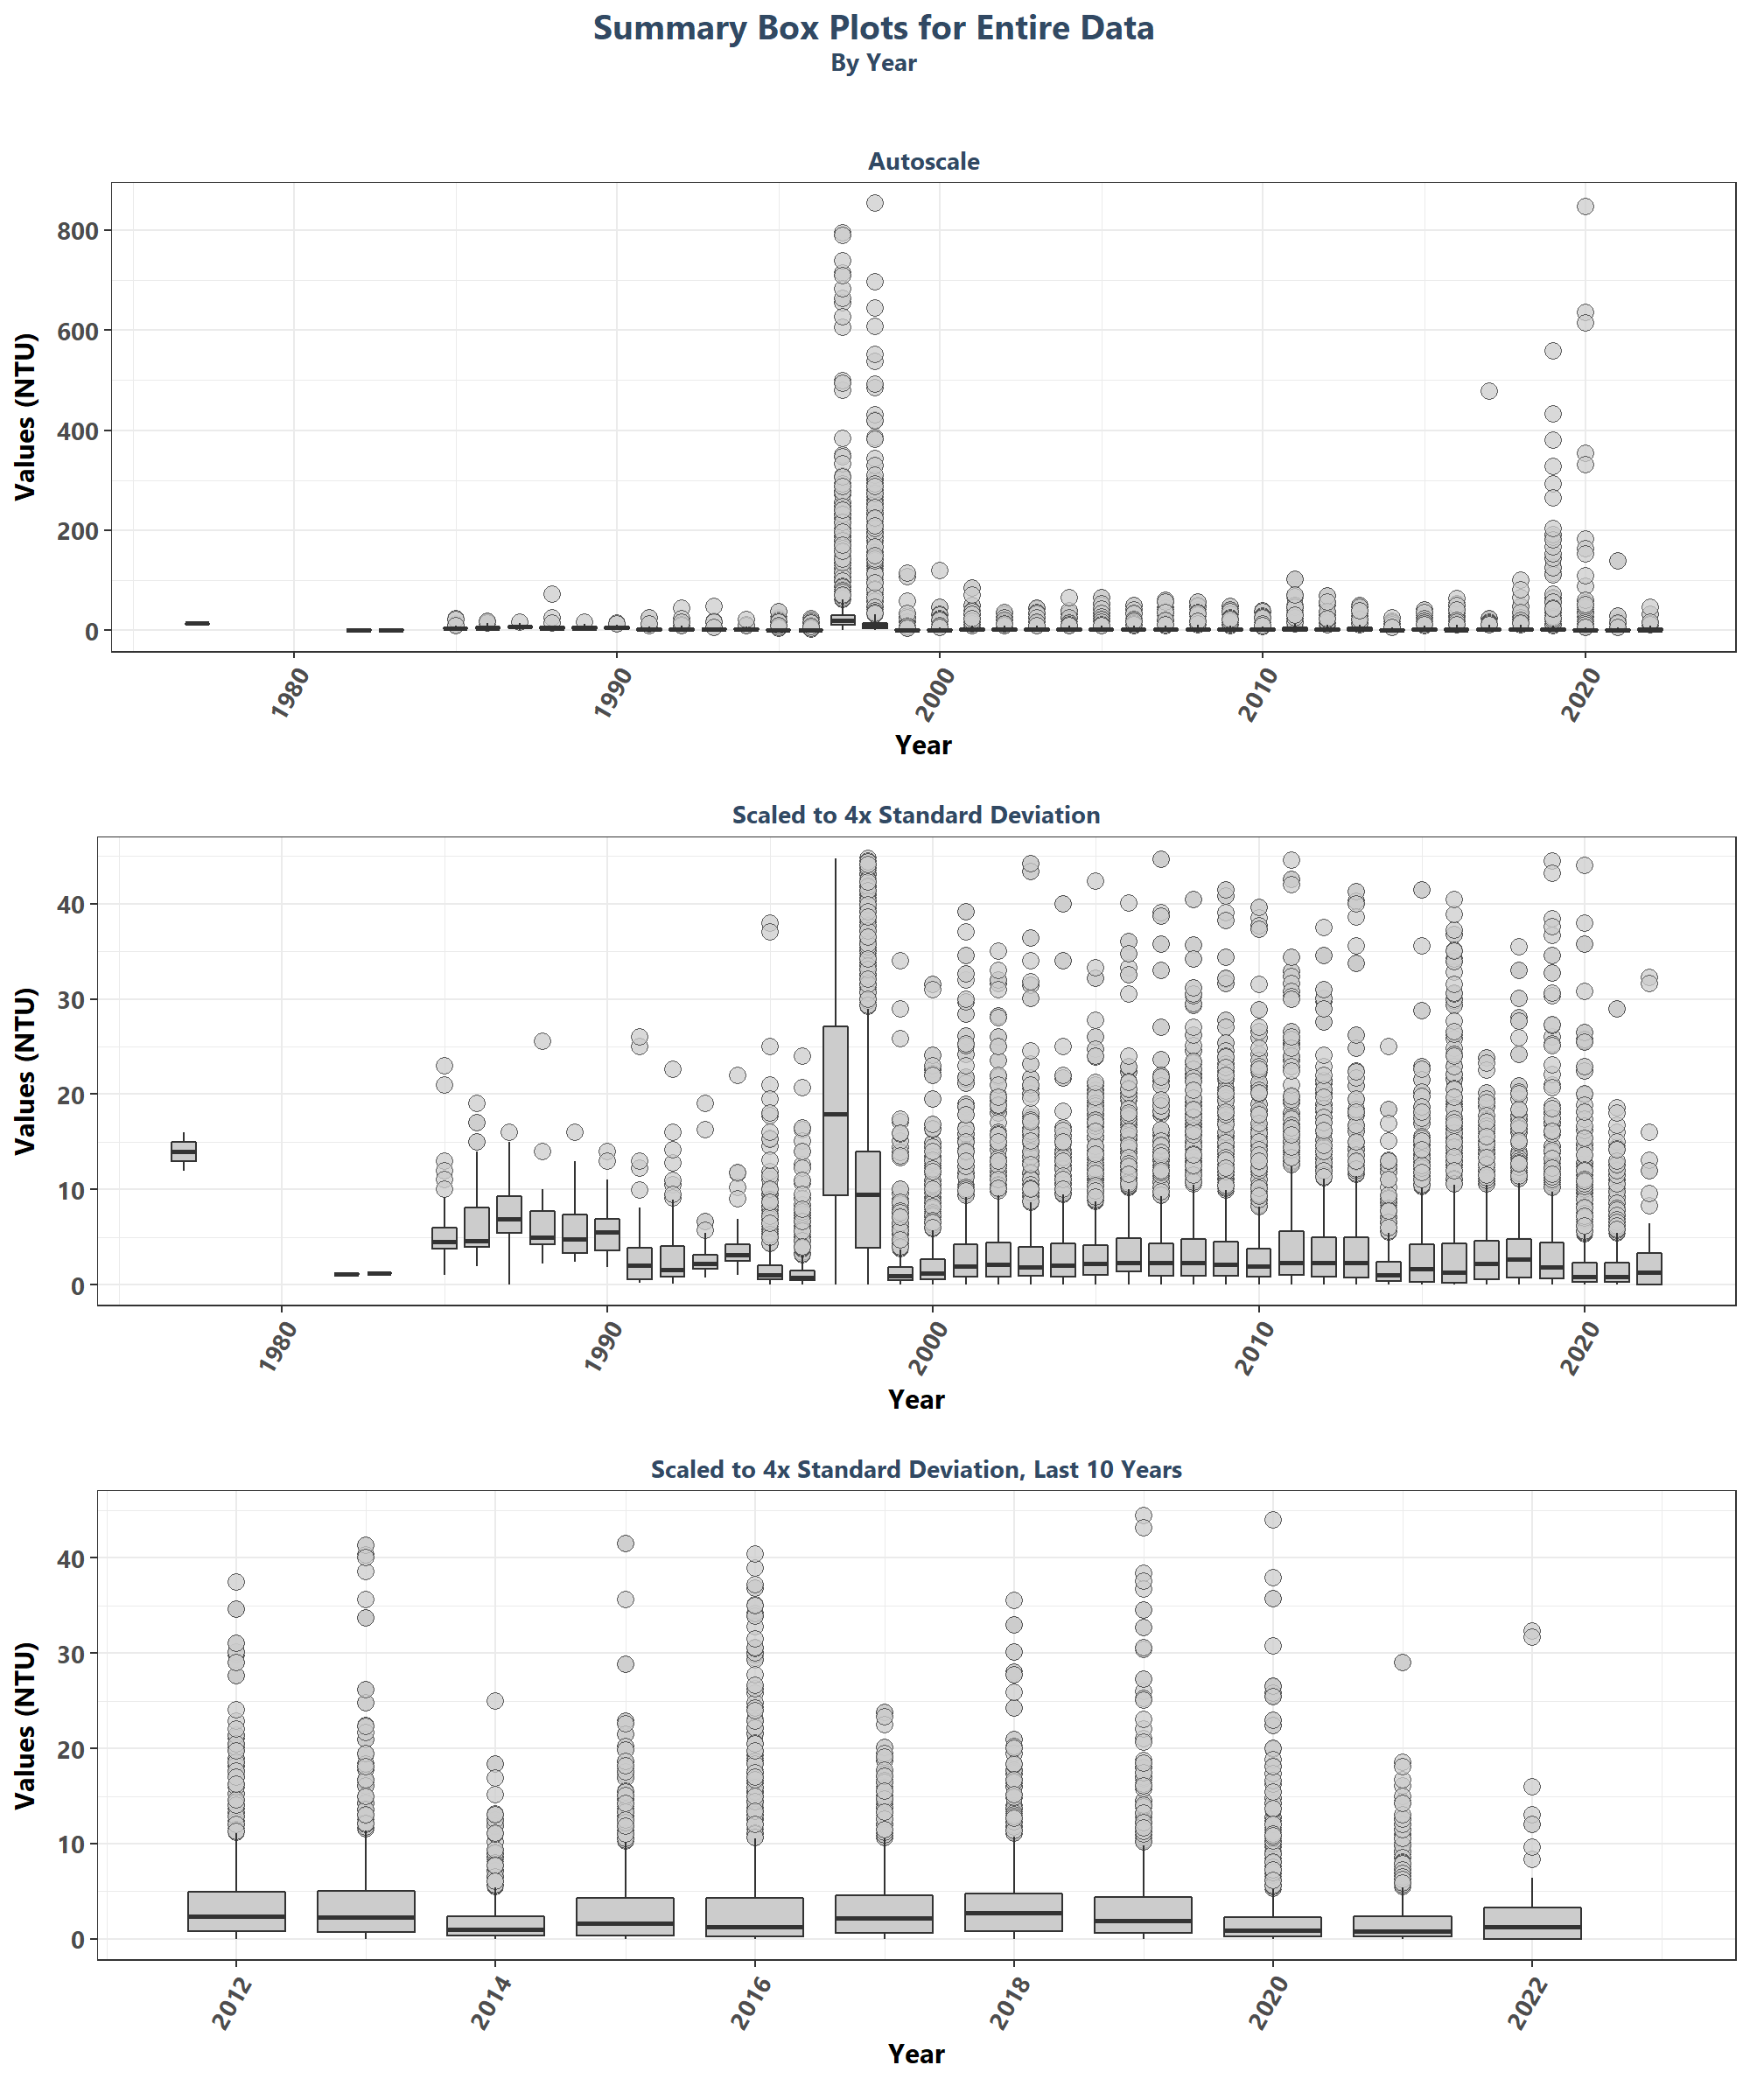 Summary Box Plots for Entire Data
By Year
Autoscale
Values (NTU)
800
600
400
200
0
1980 1990 2000 2010 2020
Year
Scaled to 4x Standard Deviation
Values (NTU)
40
30
20
10
0
1980 1990 2000 2010 2020
Year
Scaled to 4x Standard Deviation, Last 10 Years
Values (NTU)
40
30
20
10
0
2012 2014 2016 2018 2020 2022
Year